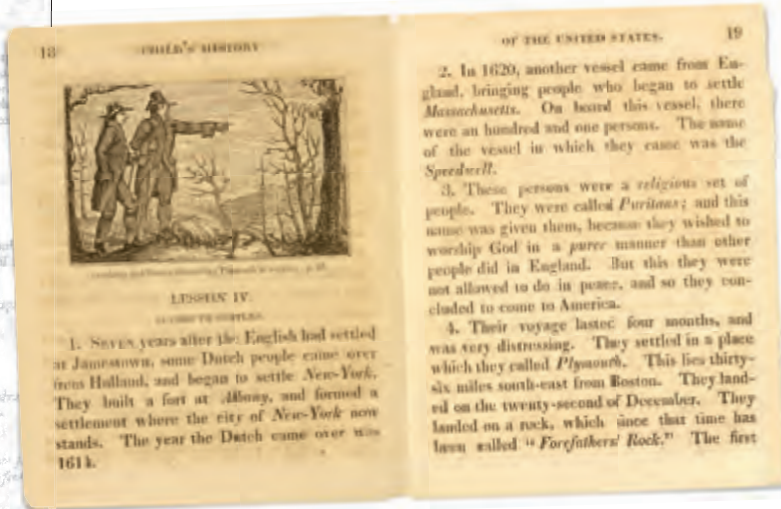 18
CHILD'S HISTORY
LESSON IV.
1. SEVEN years after the English had settled
at Jamestown, some Dutch people came over
from Holland, and began to settle New-York.
They built a fort at Albany, and formed a
settlement where the city of New-York now
stands. The year the Dutch came over was
1614.
OF THE UNITED STATES.
19
2. In 1620, another vessel came from En-
gland, bringing people who began to settle
Massachusetts. On board this vessel, there
were an hundred and one persons. The name
of the vessel in which they came was the
Speedwell.
3. These persons were a religious set of
people. They were called Puritans; and this
name was given them, because they wished to
worship God in a purer manner than other
people did in England. But this they were
not allowed to do in peace, and so they con-
cluded to come to America.
4. Their voyage lasted four months, and
was very distressing. They settled in a place
which they called Plymouth. This lies thirty-
six miles south-east from Boston. They land-
ed on the twenty-second of December. They
landed on a rock, which since that time has
been called "Forefathers' Rock." The first